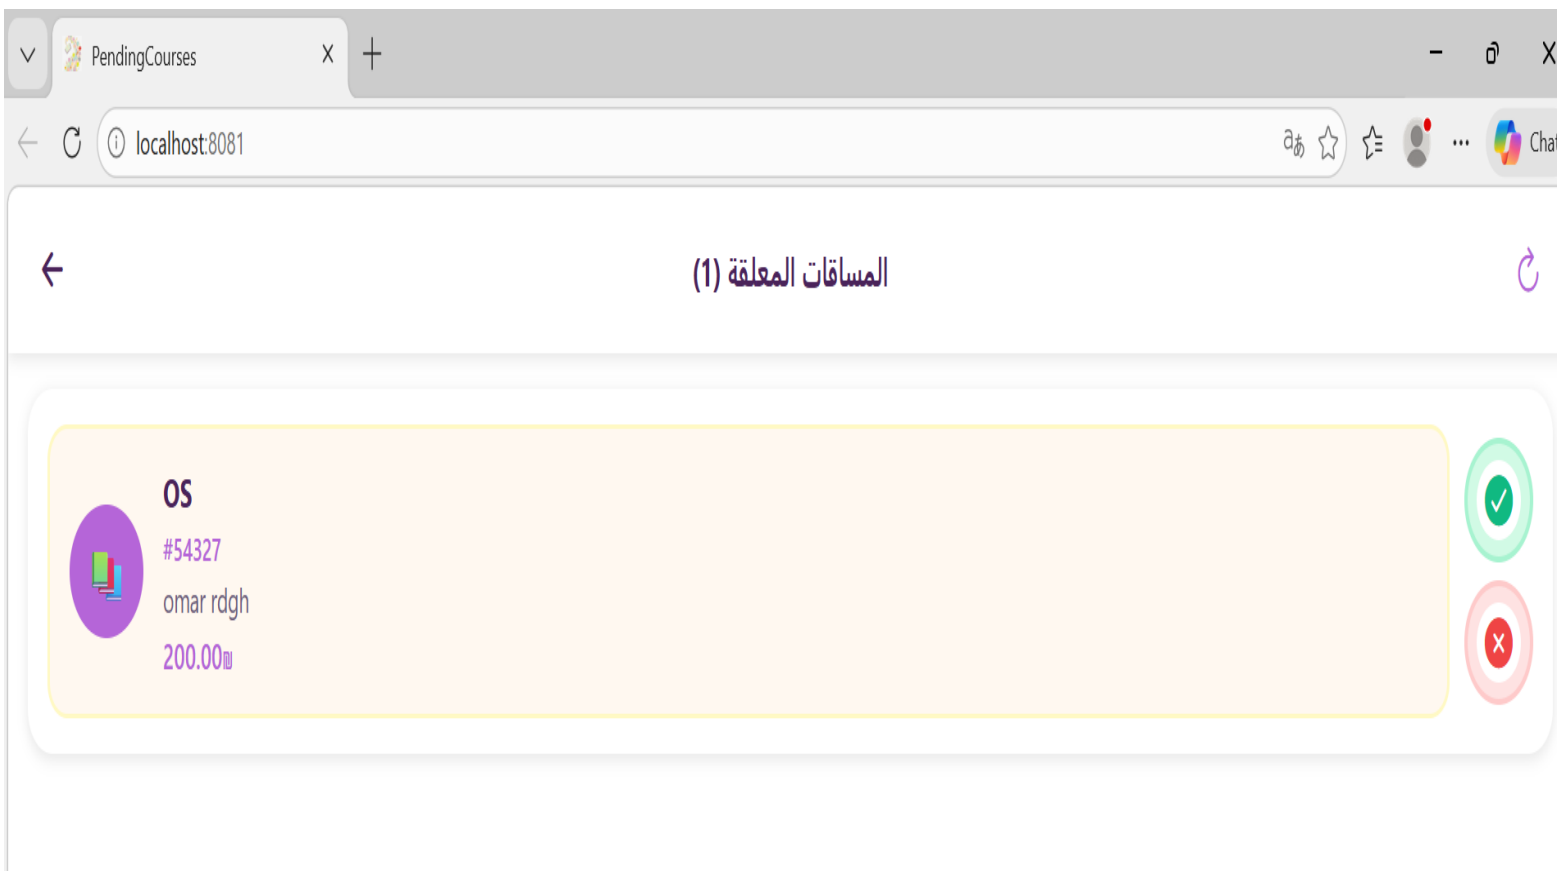 PendingCourses
localhost:8081
Chat
المساقات المعلقة (1)
OS
#54327
omar rdgh
200.00₪